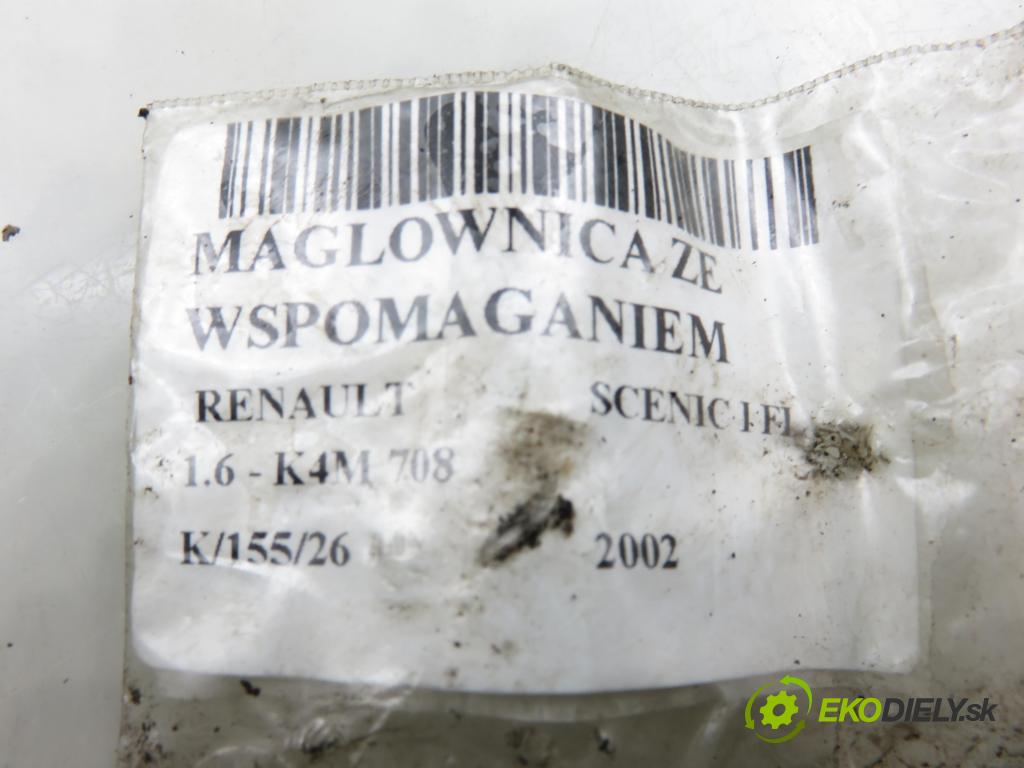 MAGLOWNICA ZE
WSPOMAGANIEM
RENAULT SCENIC I FL
1.6 - K4M 708
K/155/26 2002
EKODIELY.sk